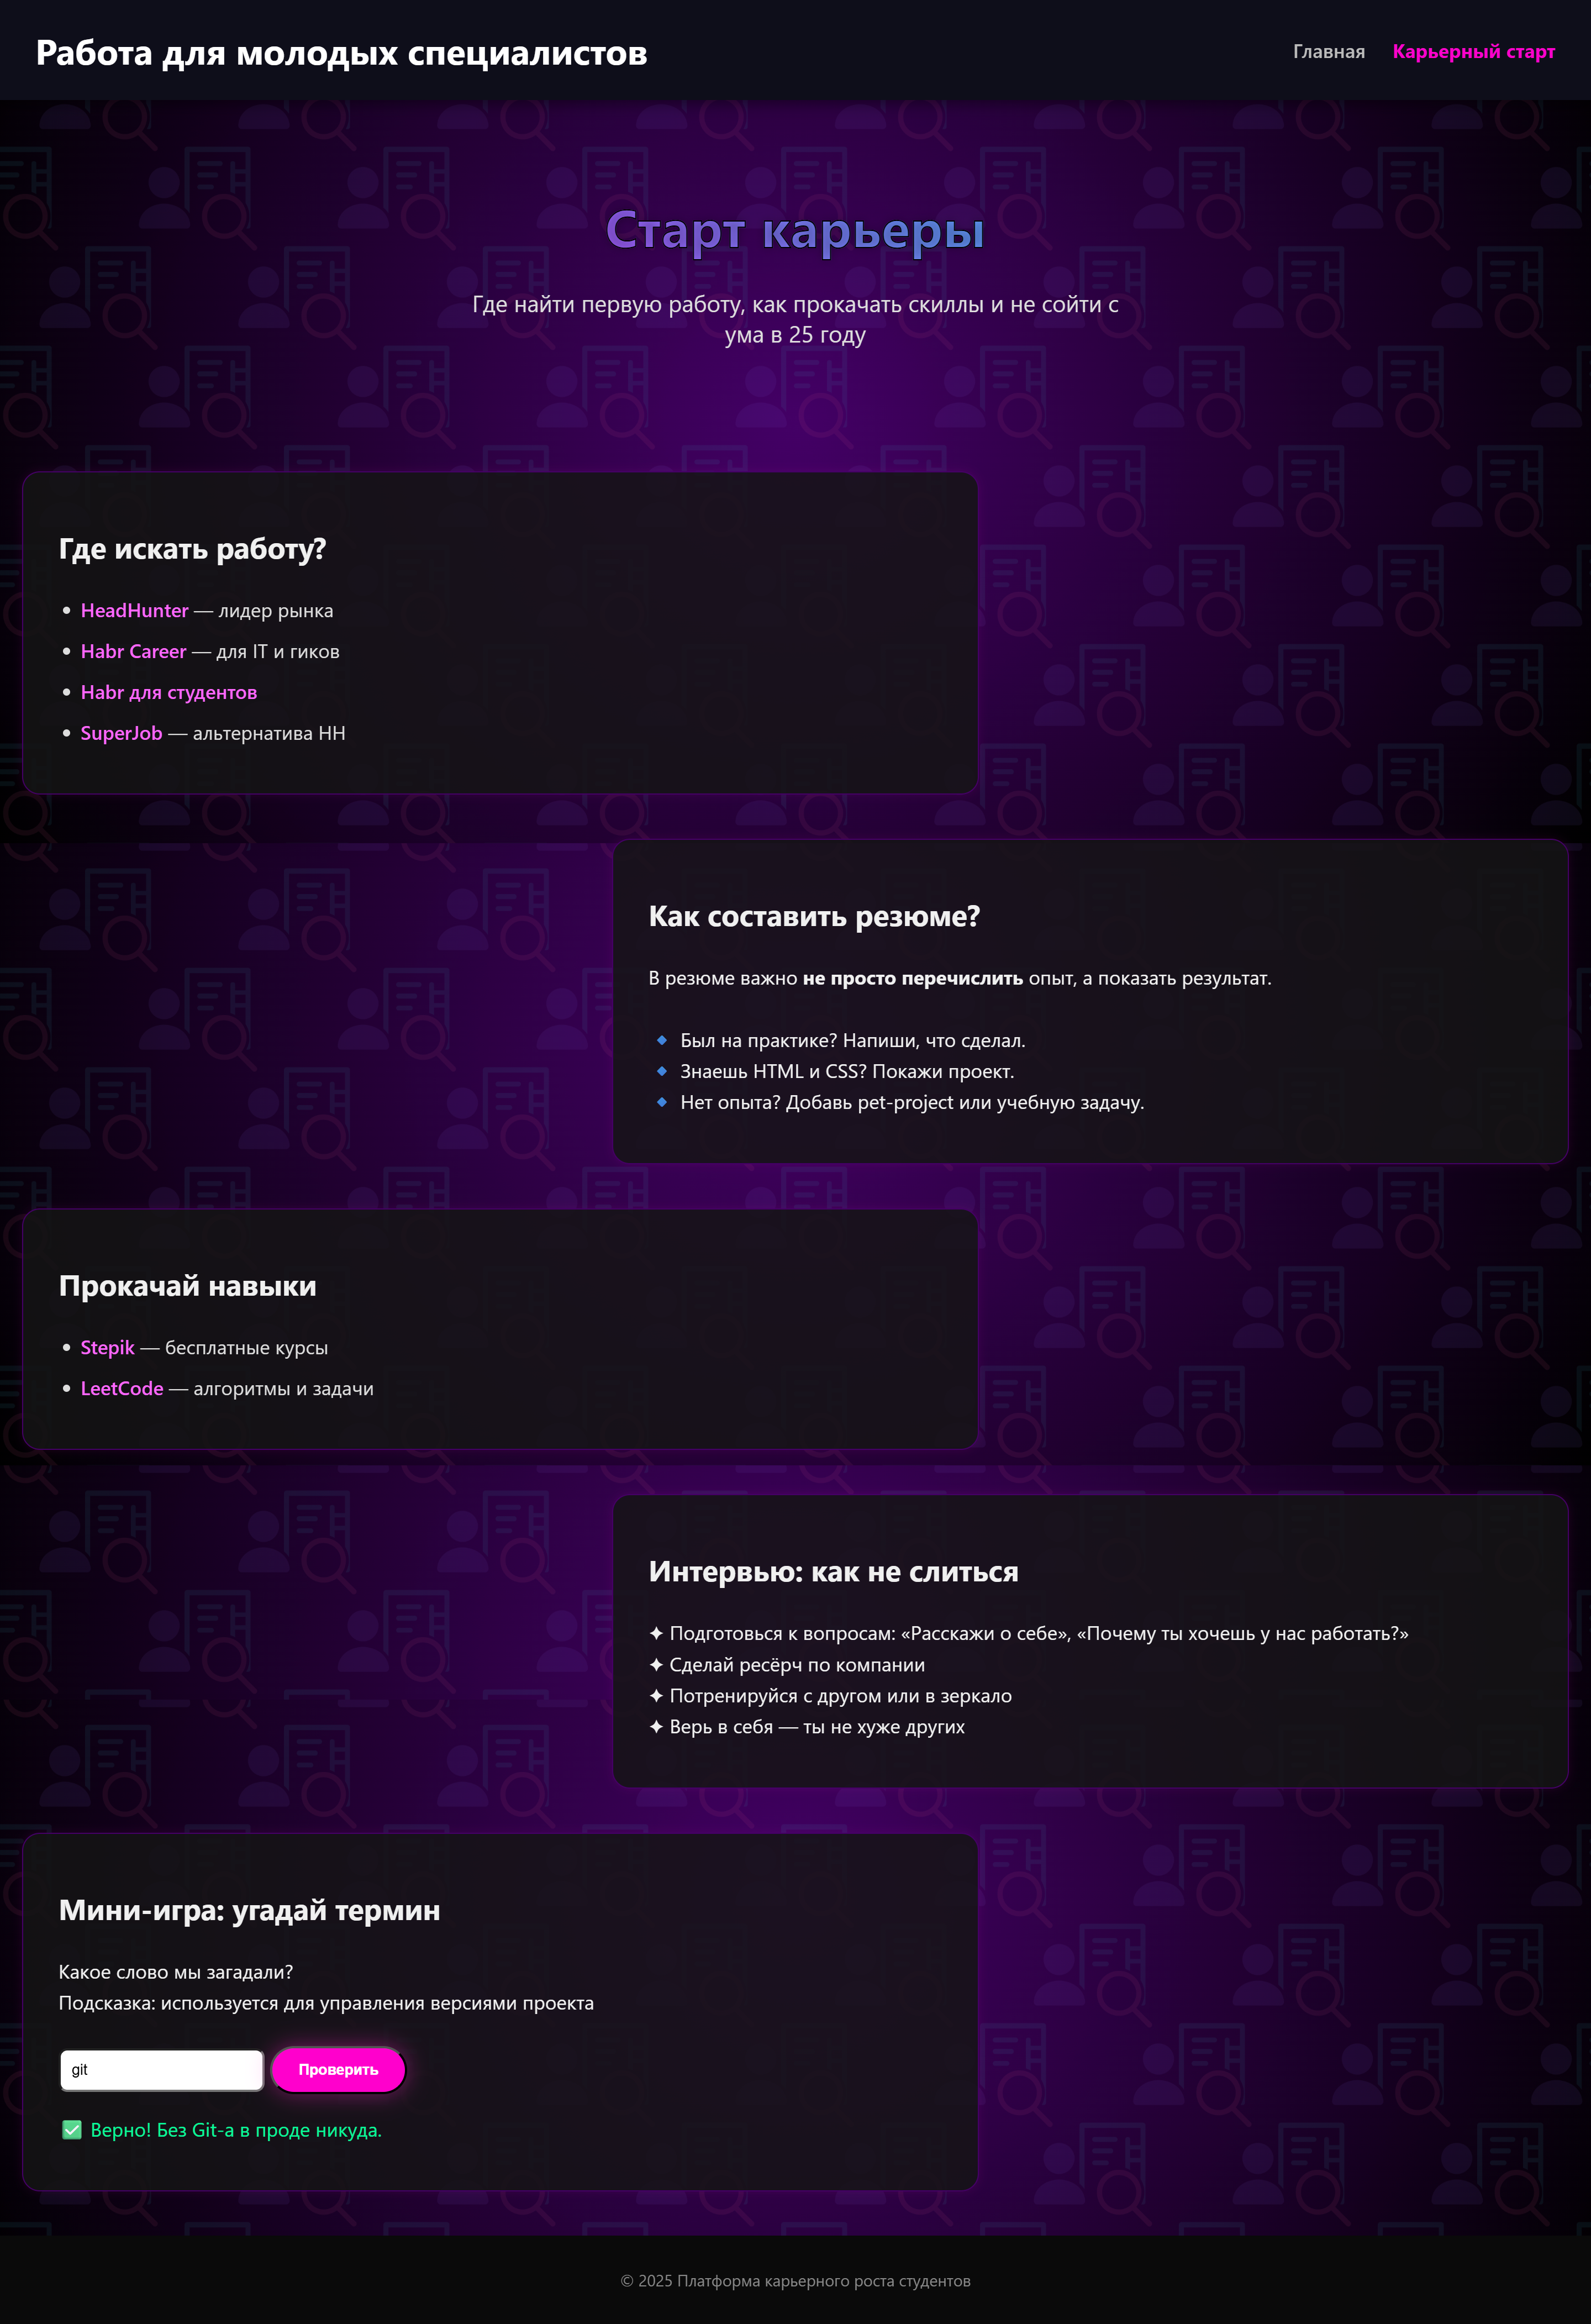 Работа для молодых специалистов
Главная
Карьерный старт
Старт карьеры
Где найти первую работу, как прокачать скиллы и не сойти с
ума в 25 году
Где искать работу?
• HeadHunter — лидер рынка
• Habr Career — для IT и гиков
• Habr для студентов
• SuperJob — альтернатива HH
Как составить резюме?
В резюме важно не просто перечислить опыт, а показать результат.
🔹 Был на практике? Напиши, что сделал.
🔹 Знаешь HTML и CSS? Покажи проект.
🔹 Нет опыта? Добавь pet-project или учебную задачу.
Прокачай навыки
• Stepik — бесплатные курсы
• LeetCode — алгоритмы и задачи
Интервью: как не слиться
✦ Подготовься к вопросам: «Расскажи о себе», «Почему ты хочешь у нас работать?»
✦ Сделай ресёрч по компании
✦ Потренируйся с другом или в зеркало
✦ Верь в себя — ты не хуже других
Мини-игра: угадай термин
Какое слово мы загадали?
Подсказка: используется для управления версиями проекта
git
Проверить
✅ Верно! Без Git-а в проде никуда.
© 2025 Платформа карьерного роста студентов